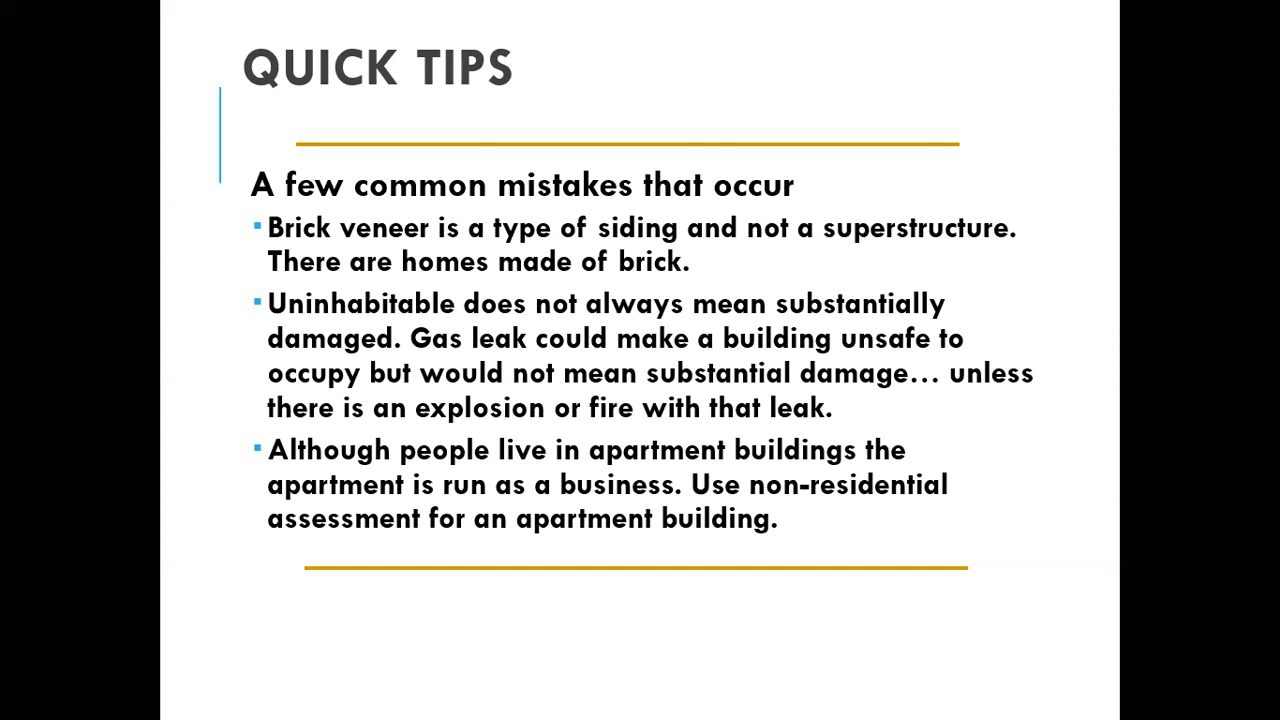 QUICK TIPS
A few common mistakes that occur
▪ Brick veneer is a type of siding and not a superstructure.
There are homes made of brick.
▪ Uninhabitable does not always mean substantially
damaged. Gas leak could make a building unsafe to
occupy but would not mean substantial damage… unless
there is an explosion or fire with that leak.
▪ Although people live in apartment buildings the
apartment is run as a business. Use non-residential
assessment for an apartment building.